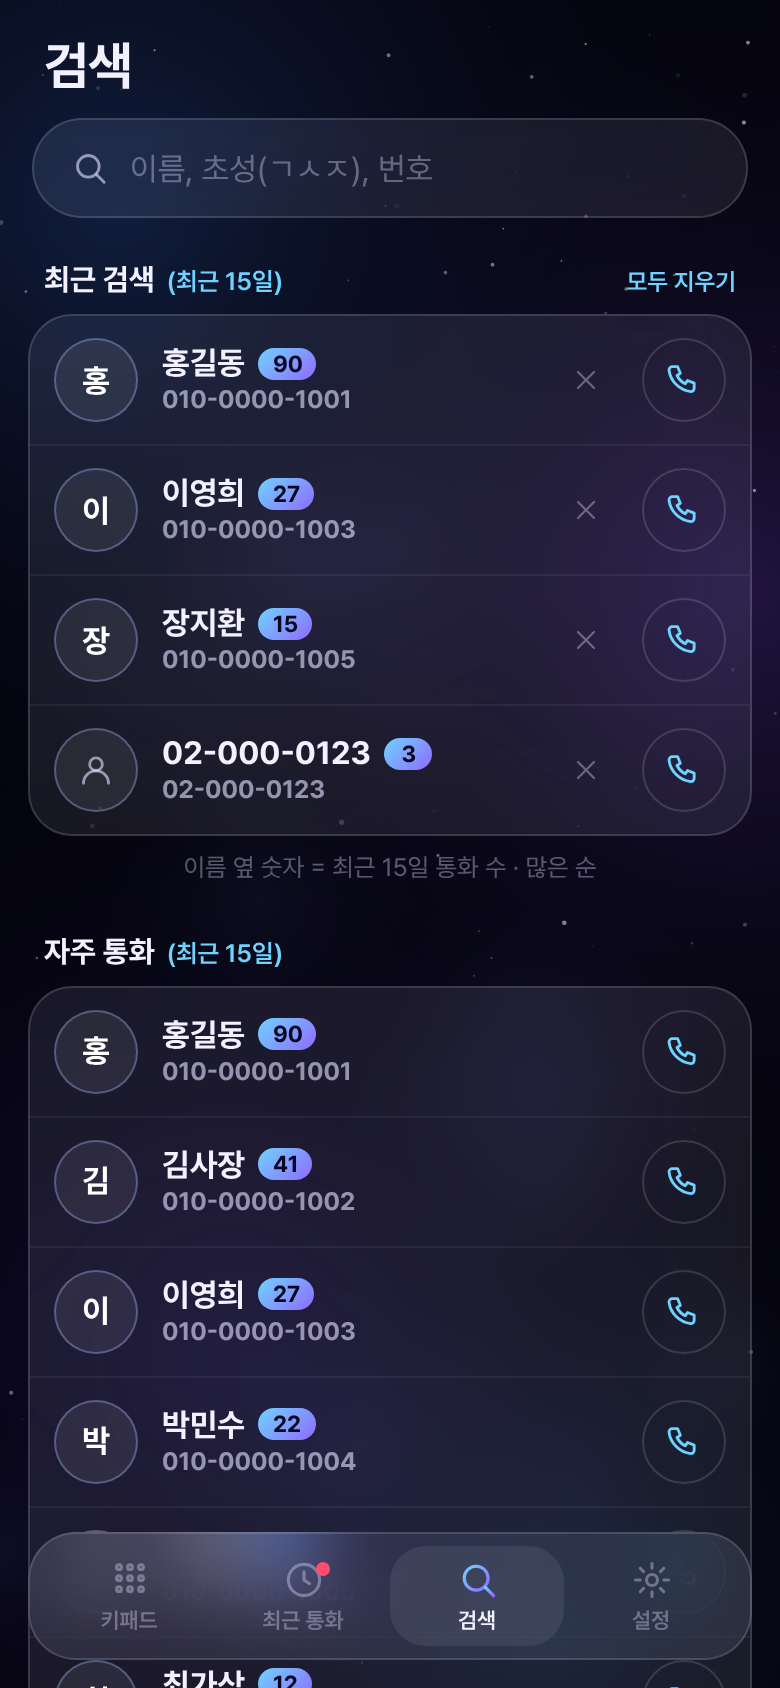 검색
이름, 초성(ㄱㅅㅈ), 번호
최근 검색 (최근 15일) 모두 지우기
홍 홍길동 90
010-0000-1001
이 이영희 27
010-0000-1003
장 장지환 15
010-0000-1005
02-000-0123 3
02-000-0123
이름 옆 숫자 = 최근 15일 통화 수 · 많은 순
자주 통화 (최근 15일)
홍 홍길동 90
010-0000-1001
김 김사장 41
010-0000-1002
이 이영희 27
010-0000-1003
박 박민수 22
010-0000-1004
키패드 최근 통화 검색 설정
12